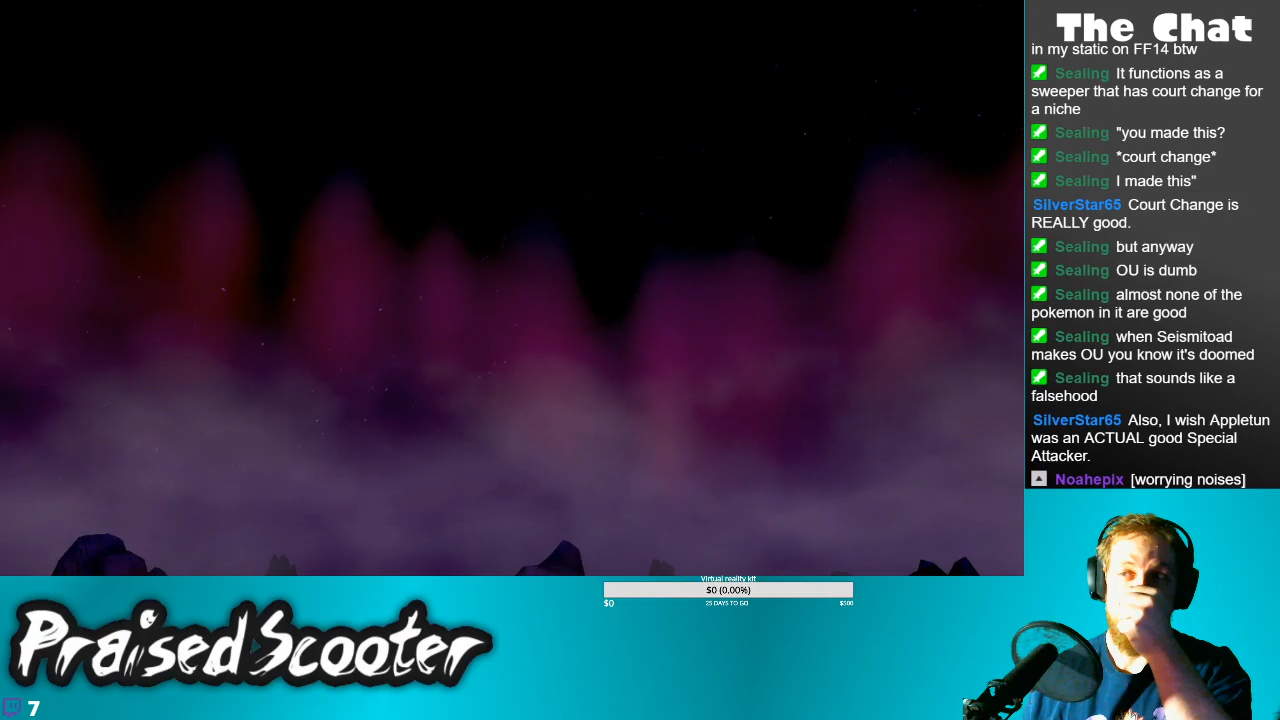 The Chat
in my static on FF14 btw
Sealing It functions as a
sweeper that has court change for
a niche
Sealing "you made this?
Sealing *court change*
Sealing I made this"
SilverStar65 Court Change is
REALLY good.
Sealing but anyway
Sealing OU is dumb
Sealing almost none of the
pokemon in it are good
Sealing when Seismitoad
makes OU you know it's doomed
Sealing that sounds like a
falsehood
SilverStar65 Also, I wish Appletun
was an ACTUAL good Special
Attacker.
Noahepix [worrying noises]
Virtual reality kit
$0 (0.00%)
$0 25 DAYS TO GO $500
Praised Scooter
7